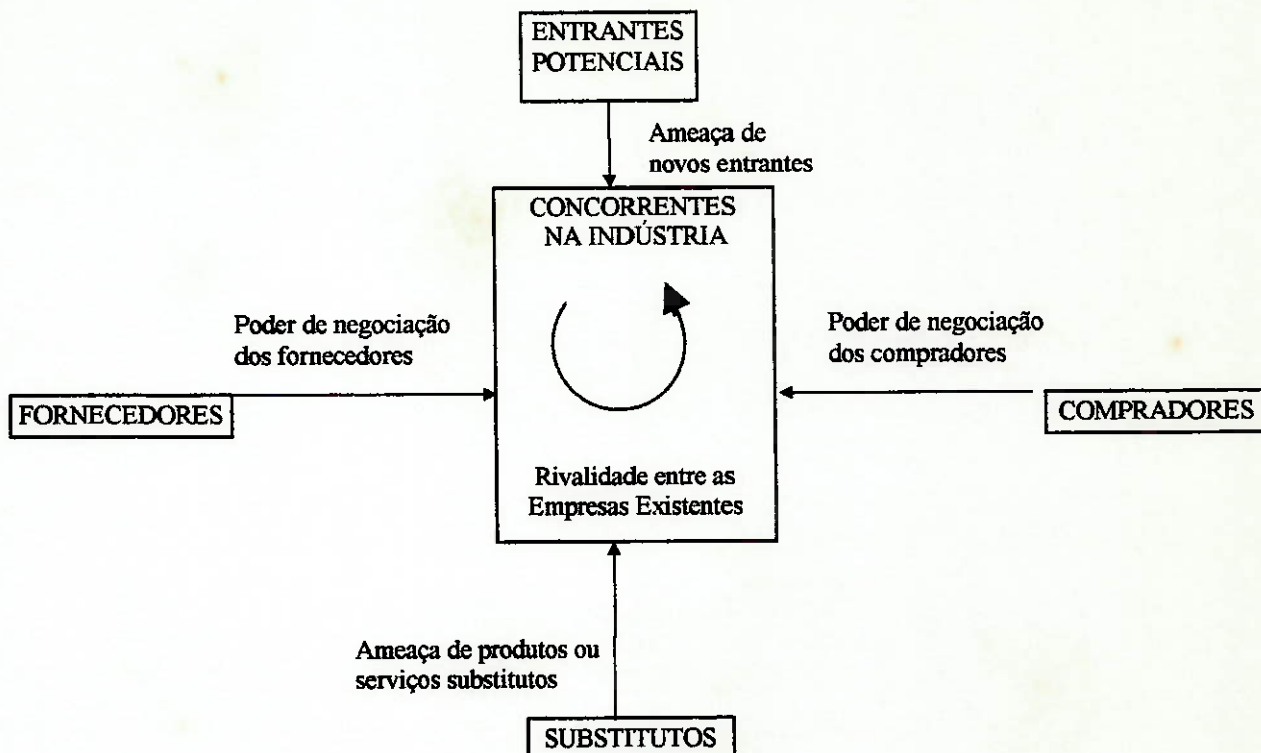 ENTRANTES
POTENCIAIS
Ameaça de
novos entrantes
CONCORRENTES
NA INDÚSTRIA
Poder de negociação
dos fornecedores
Poder de negociação
dos compradores
FORNECEDORES
COMPRADORES
Rivalidade entre as
Empresas Existentes
Ameaça de produtos ou
serviços substitutos
SUBSTITUTOS